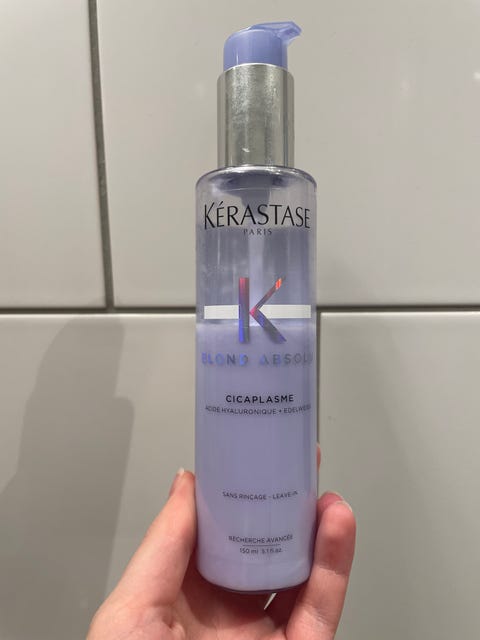 KÉRASTASE
PARIS
K
BLOND ABSOLU
CICAPLASME
ACIDE HYALURONIQUE + EDELWEISS
SANS RINÇAGE - LEAVE-IN
RECHERCHE AVANCÉE
150 ml 5.1 fl.oz.